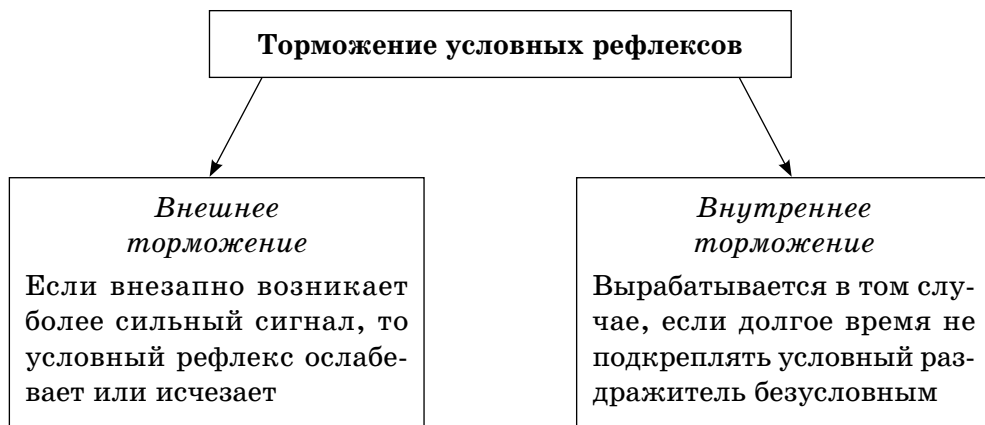 Торможение условных рефлексов
Внешнее
торможение
Если внезапно возникает
более сильный сигнал, то
условный рефлекс ослабе-
вает или исчезает
Внутреннее
торможение
Вырабатывается в том слу-
чае, если долгое время не
подкреплять условный раз-
дражитель безусловным